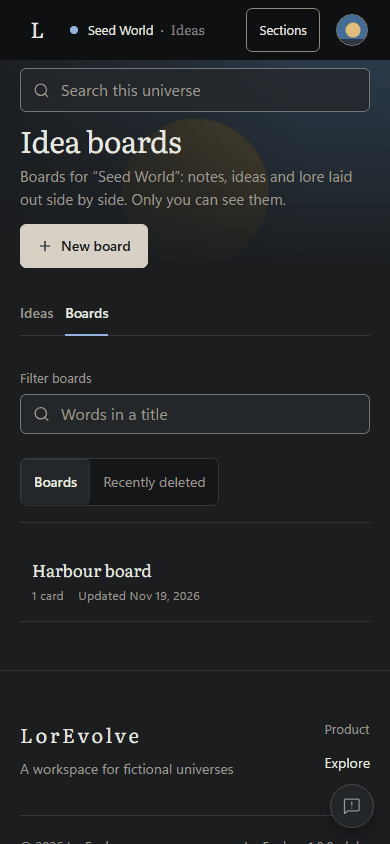 L
Seed World · Ideas
Sections
Search this universe
Idea boards
Boards for “Seed World”: notes, ideas and lore laid
out side by side. Only you can see them.
New board
Ideas
Boards
Filter boards
Words in a title
Boards
Recently deleted
Harbour board
1 card
Updated Nov 19, 2026
LorEvolve
A workspace for fictional universes
Product
Explore